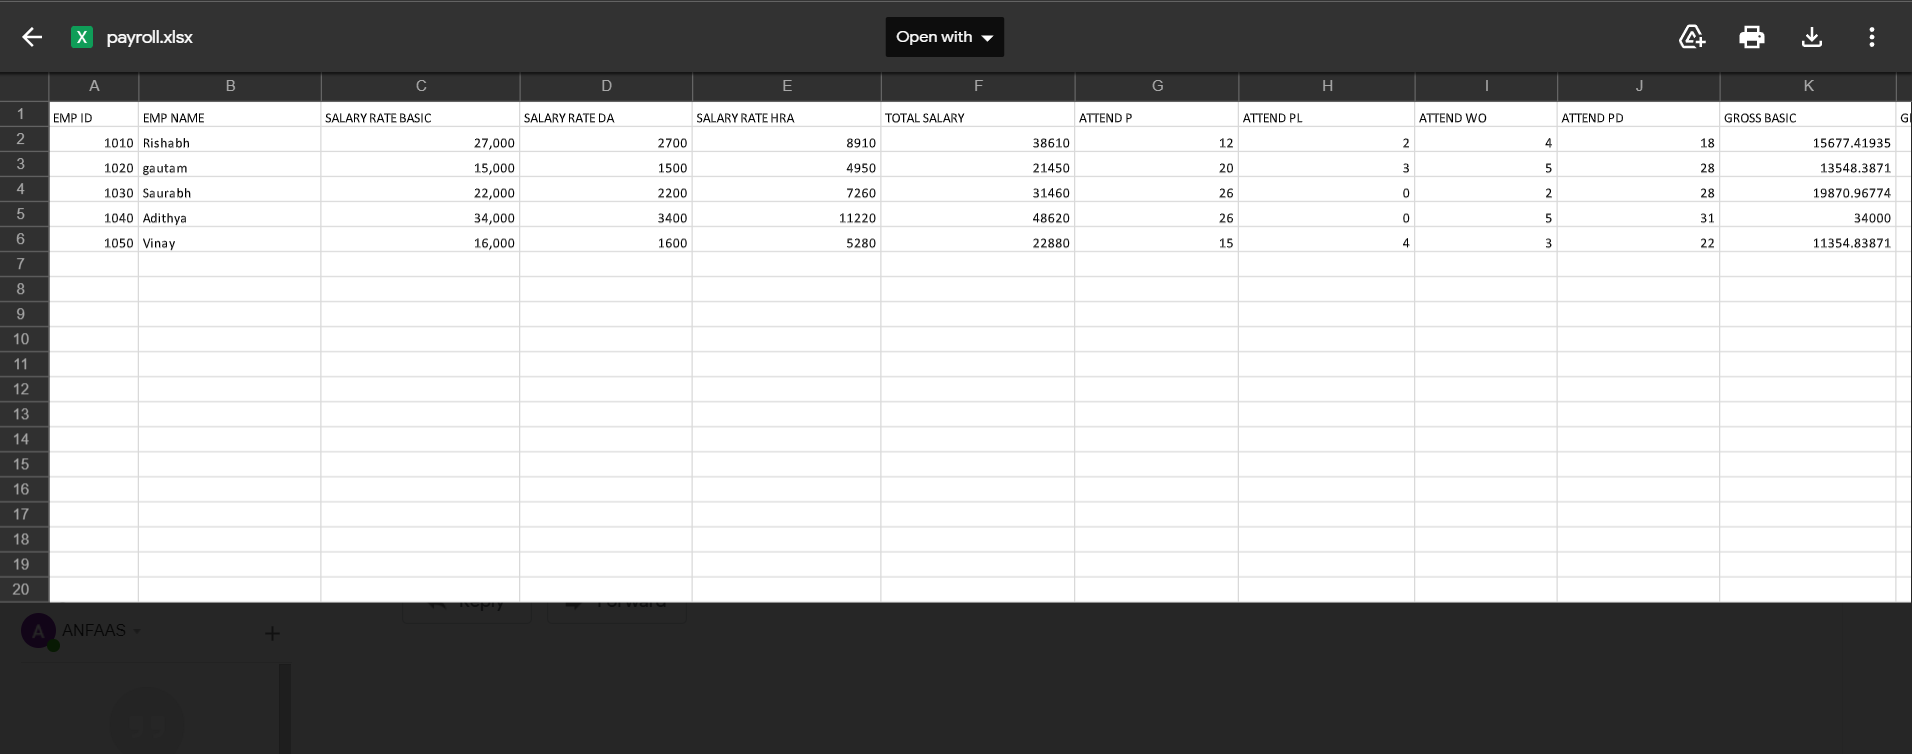 payroll.xlsx Open with
A B C D E F G H I J K
1 EMP ID EMP NAME SALARY RATE BASIC SALARY RATE DA SALARY RATE HRA TOTAL SALARY ATTEND P ATTEND PL ATTEND WO ATTEND PD GROSS BASIC
2 1010 Rishabh 27,000 2700 8910 38610 12 2 4 18 15677.41935
3 1020 gautam 15,000 1500 4950 21450 20 3 5 28 13548.3871
4 1030 Saurabh 22,000 2200 7260 31460 26 0 2 28 19870.96774
5 1040 Adithya 34,000 3400 11220 48620 26 0 5 31 34000
6 1050 Vinay 16,000 1600 5280 22880 15 4 3 22 11354.83871
7
8
9
10
11
12
13
14
15
16
17
18
19
20
Reply Forward
A ANFAAS